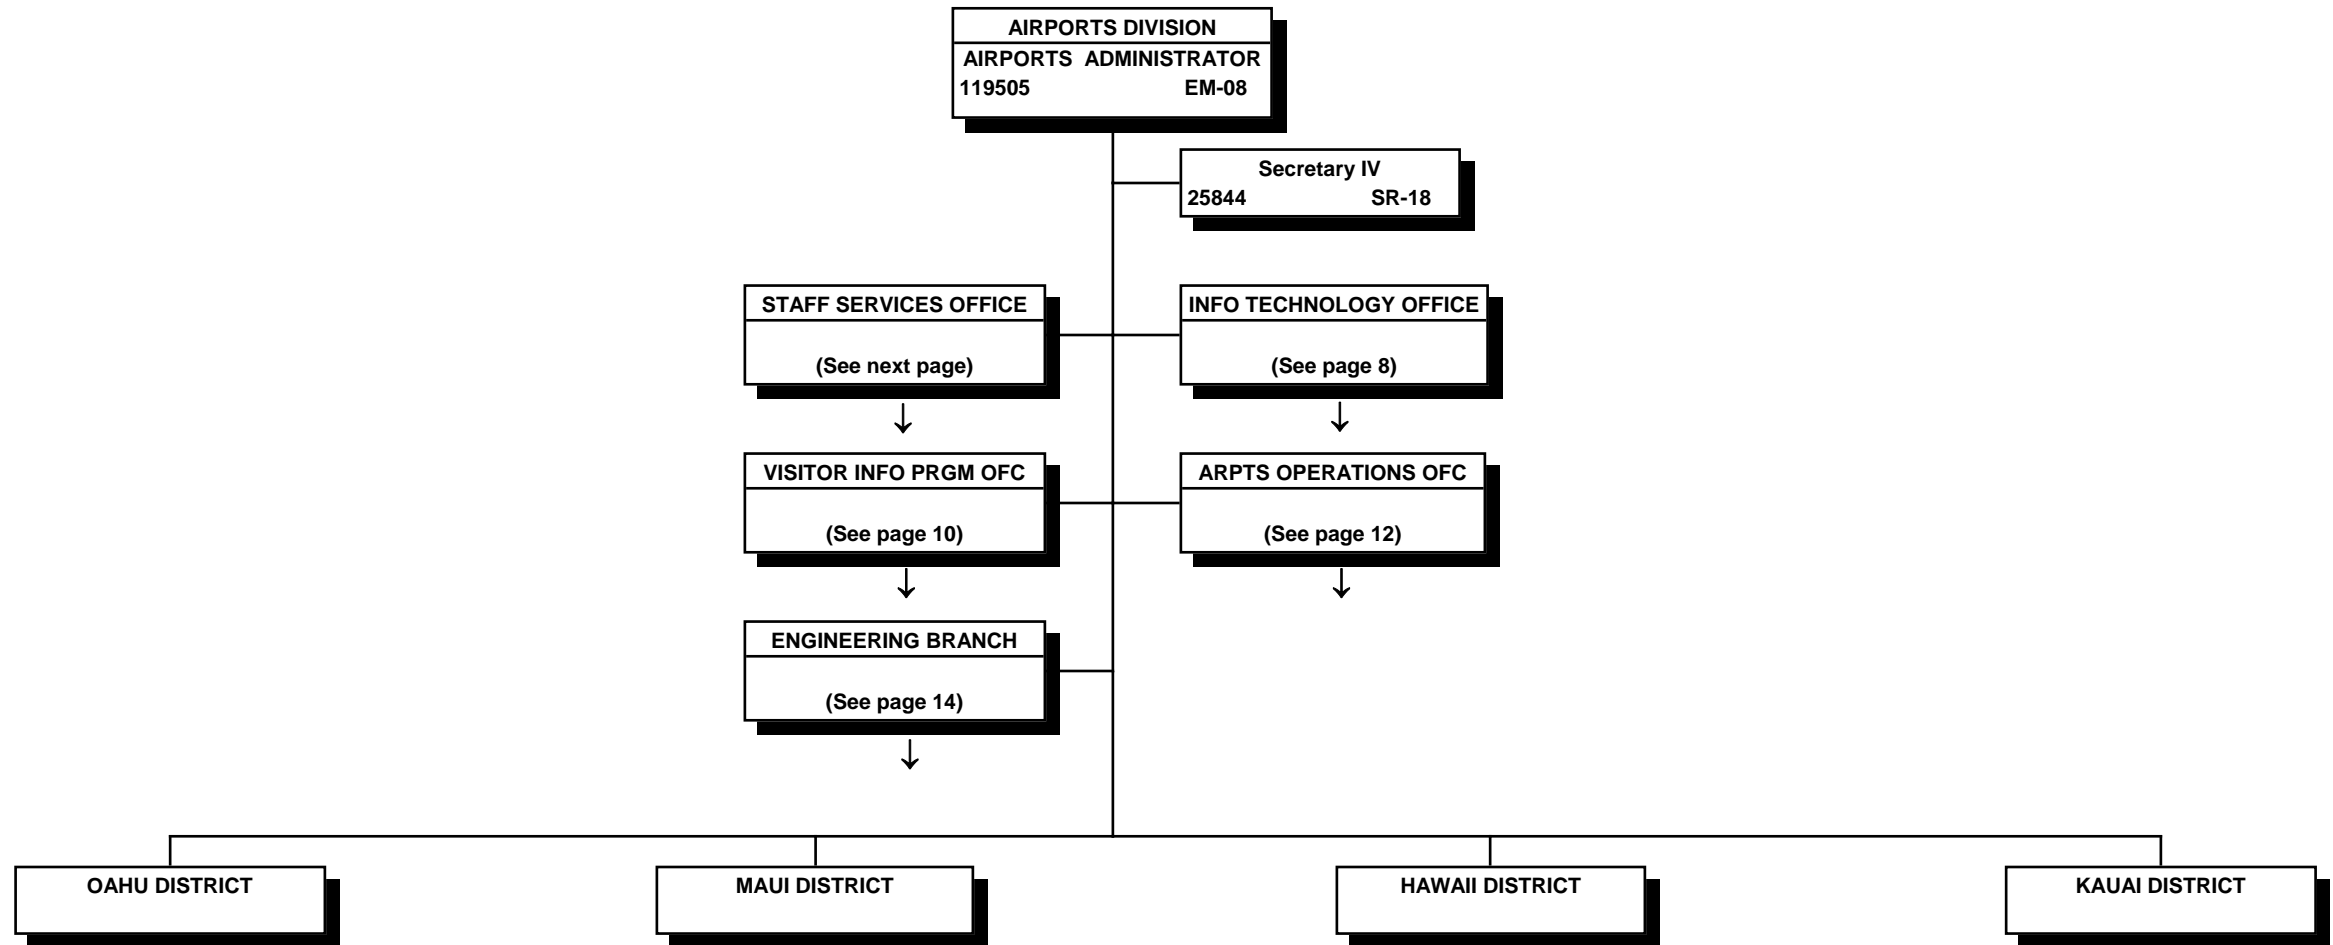 AIRPORTS DIVISION
AIRPORTS ADMINISTRATOR
119505 EM-08
Secretary IV
25844 SR-18
STAFF SERVICES OFFICE
(See next page)
INFO TECHNOLOGY OFFICE
(See page 8)
VISITOR INFO PRGM OFC
(See page 10)
ARPTS OPERATIONS OFC
(See page 12)
ENGINEERING BRANCH
(See page 14)
OAHU DISTRICT
MAUI DISTRICT
HAWAII DISTRICT
KAUAI DISTRICT